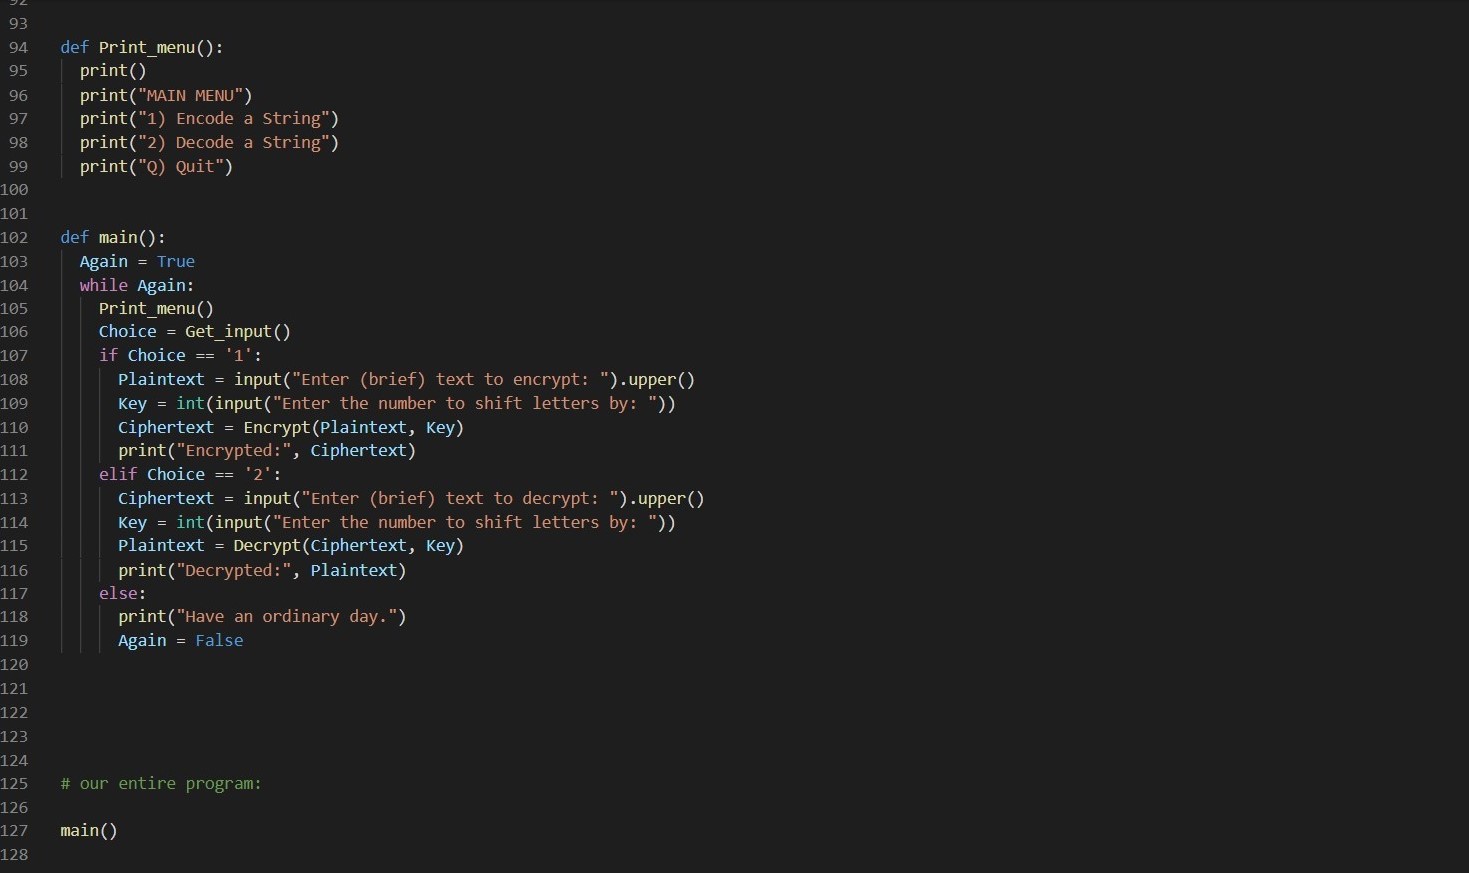 92
93
94 def Print_menu():
95 print()
96 print("MAIN MENU")
97 print("1) Encode a String")
98 print("2) Decode a String")
99 print("Q) Quit")
100
101
102 def main():
103 Again = True
104 while Again:
105 Print_menu()
106 Choice = Get_input()
107 if Choice == '1':
108 Plaintext = input("Enter (brief) text to encrypt: ").upper()
109 Key = int(input("Enter the number to shift letters by: "))
110 Ciphertext = Encrypt(Plaintext, Key)
111 print("Encrypted:", Ciphertext)
112 elif Choice == '2':
113 Ciphertext = input("Enter (brief) text to decrypt: ").upper()
114 Key = int(input("Enter the number to shift letters by: "))
115 Plaintext = Decrypt(Ciphertext, Key)
116 print("Decrypted:", Plaintext)
117 else:
118 print("Have an ordinary day.")
119 Again = False
120
121
122
123
124
125 # our entire program:
126
127 main()
128